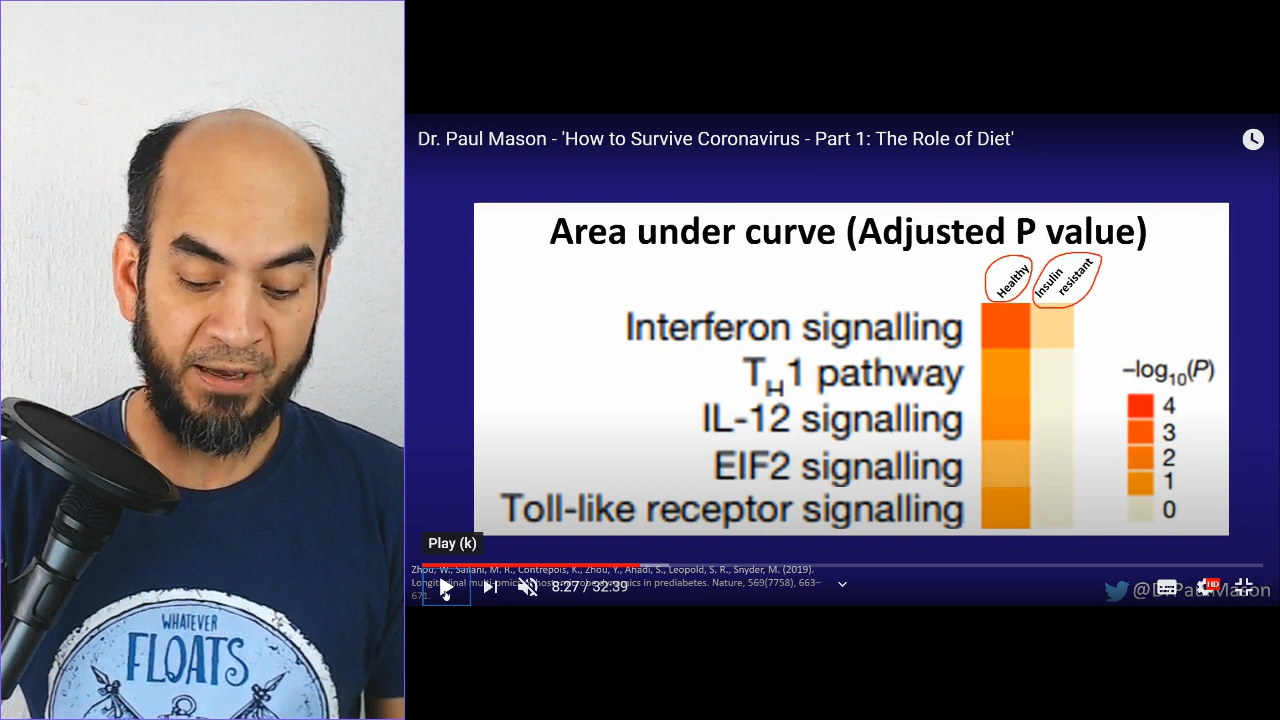 Dr. Paul Mason - 'How to Survive Coronavirus - Part 1: The Role of Diet'
Area under curve (Adjusted P value)
Healthy
Insulin
resistant
Interferon signalling
TH1 pathway
IL-12 signalling
EIF2 signalling
Toll-like receptor signalling
–log10(P)
4
3
2
1
0
Play (k)
Zhou, W., Sailani, M. R., Contrepois, K., Zhou, Y., Ahadi, S., Leopold, S. R., Snyder, M. (2019).
in prediabetes. Nature, 569(7758), 663–
671.
8:27 / 32:39
HD
@DrPaulMason
WHATEVER
FLOATS